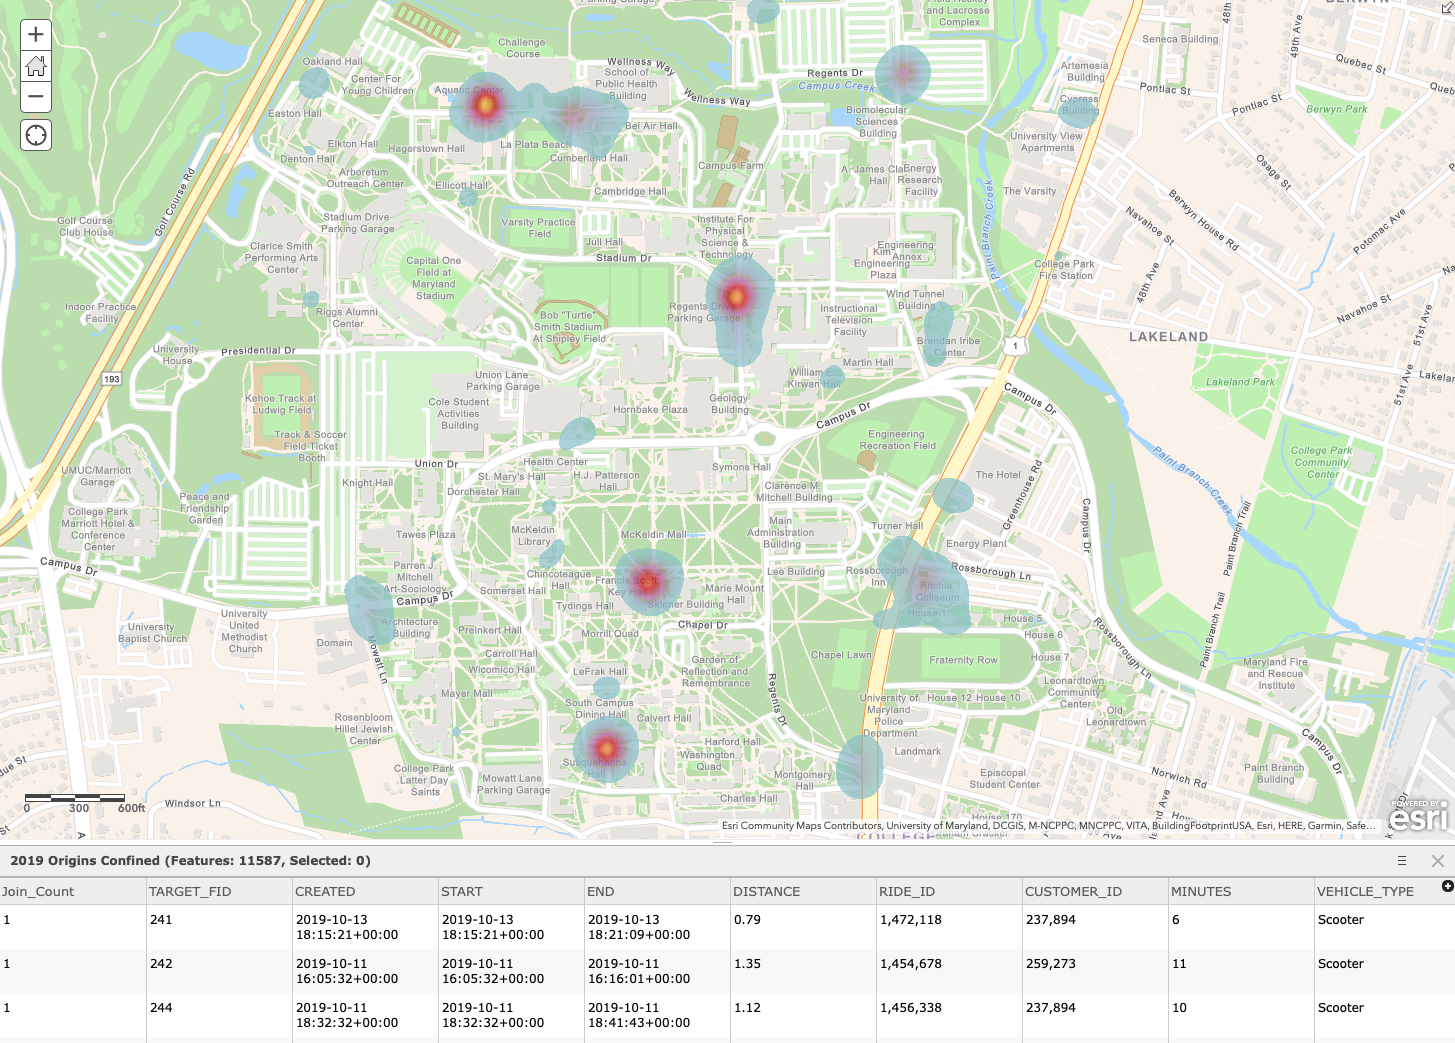 Parking Garage
and Lacrosse
Complex
BERWYN
48th Ave
49th Ave
Seneca Building
Challenge
Course
Oakland Hall
Center For
Young Children
Wellness Way
School of
Public Health
Building
Regents Dr
Campus Creek
Artemesia
Building
Quebec St
Pontiac St
Aquatic Center
Wellness Way
Cypress
Building
Pontiac St
Berwyn Park
Easton Hall
Biomolecular
Sciences
Building
Bel Air Hall
La Plata Beach
Elkton Hall
Hagerstown Hall
University View
Apartments
Denton Hall
Cumberland Hall
Campus Farm
Arboretum
Outreach Center
A. James Cla
Hall
Energy
Research
Facility
Osage St
Ellicott Hall
Cambridge Hall
The Varsity
Paint Branch Creek
Berwyn House Rd
Golf Course Rd
Golf Course
Club House
Stadium Drive
Parking Garage
Varsity Practice
Field
Institute For
Physical
Science &
Technology
Navahoe St
Potomac Ave
Jull Hall
Clarice Smith
Performing Arts
Center
Engineering
Annex
Kim
Engineering
Plaza
Stadium Dr
Capital One
Field at
Maryland
Stadium
College Park
Fire Station
48th Ave
Indoor Practice
Facility
Riggs Alumni
Center
Bob "Turtle"
Smith Stadium
At Shipley Field
Regents Drive
Parking Garage
Wind Tunnel
Building
Instructional
Television
Facility
Navahoe St
51st Ave
LAKELAND
University
House
Presidential Dr
Brendan Iribe
Center
1
Martin Hall
193
Union Lane
Parking Garage
William E.
Kirwan Hall
Lakeland Park
Kehoe Track at
Ludwig Field
Cole Student
Activities
Building
Hornbake Plaza
Geology
Building
Campus Dr
Campus Dr
51st Ave
Track & Soccer
Field Ticket
Booth
Engineering
Recreation Field
Paint Branch Creek
College Park
Community
Center
Union Dr
Health Center
Symons Hall
UMUC/Marriott
Garage
Knight Hall
St. Mary's Hall
Dorchester Hall
H.J. Patterson
Hall
Clarence M.
Mitchell Building
The Hotel
Greenhouse Rd
Peace and
Friendship
Garden
College Park
Marriott Hotel &
Conference
Center
Tawes Plaza
McKeldin
Library
McKeldin Mall
Main
Administration
Building
Turner Hall
Energy Plant
Campus Dr
Paint Branch Trail
Campus Dr
Parren J.
Mitchell
Art-Sociology
Chincoteague
Hall
Somerset Hall
Francis Scott
Key Hall
Marie Mount
Hall
Lee Building
Rossborough
Inn
Rossborough Ln
Ritchie
Coliseum
Campus Dr
Tydings Hall
Skinner Building
House 1
House 5
University
United
Methodist
Church
University
Baptist Church
Architecture
Building
Preinkert Hall
Morrill Quad
Chapel Dr
House 6
Paint Branch Trail
Domain
Mowatt Ln
Carroll Hall
Wicomico Hall
Garden of
Reflection and
Remembrance
Chapel Lawn
Fraternity Row
House 7
Rossborough Ln
Maryland Fire
and Rescue
Institute
LeFrak Hall
Regents Dr
Leonardtown
Community
Center
Mayer Mall
South Campus
Dining Hall
Calvert Hall
University of
Maryland
Police
Department
House 12
House 10
Old
Leonardtown
Rosenbloom
Hillel Jewish
Center
Harford Hall
Washington
Quad
Landmark
Campus Dr
Susquehanna
Hall
College Park
Latter Day
Saints
Mowatt Lane
Parking Garage
Montgomery
Hall
Episcopal
Student Center
Norwich Rd
Paint Branch
Building
Charles Hall
Windsor Ln
0 300 600ft
POWERED BY
esri
Esri Community Maps Contributors, University of Maryland, DCGIS, M-NCPPC, MNCPPC, VITA, BuildingFootprintUSA, Esri, HERE, Garmin, Safe...
2019 Origins Confined (Features: 11587, Selected: 0)
Join_Count TARGET_FID CREATED START END DISTANCE RIDE_ID CUSTOMER_ID MINUTES VEHICLE_TYPE
1 241 2019-10-13 18:15:21+00:00 2019-10-13 18:15:21+00:00 2019-10-13 18:21:09+00:00 0.79 1,472,118 237,894 6 Scooter
1 242 2019-10-11 16:05:32+00:00 2019-10-11 16:05:32+00:00 2019-10-11 16:16:01+00:00 1.35 1,454,678 259,273 11 Scooter
1 244 2019-10-11 18:32:32+00:00 2019-10-11 18:32:32+00:00 2019-10-11 18:41:43+00:00 1.12 1,456,338 237,894 10 Scooter